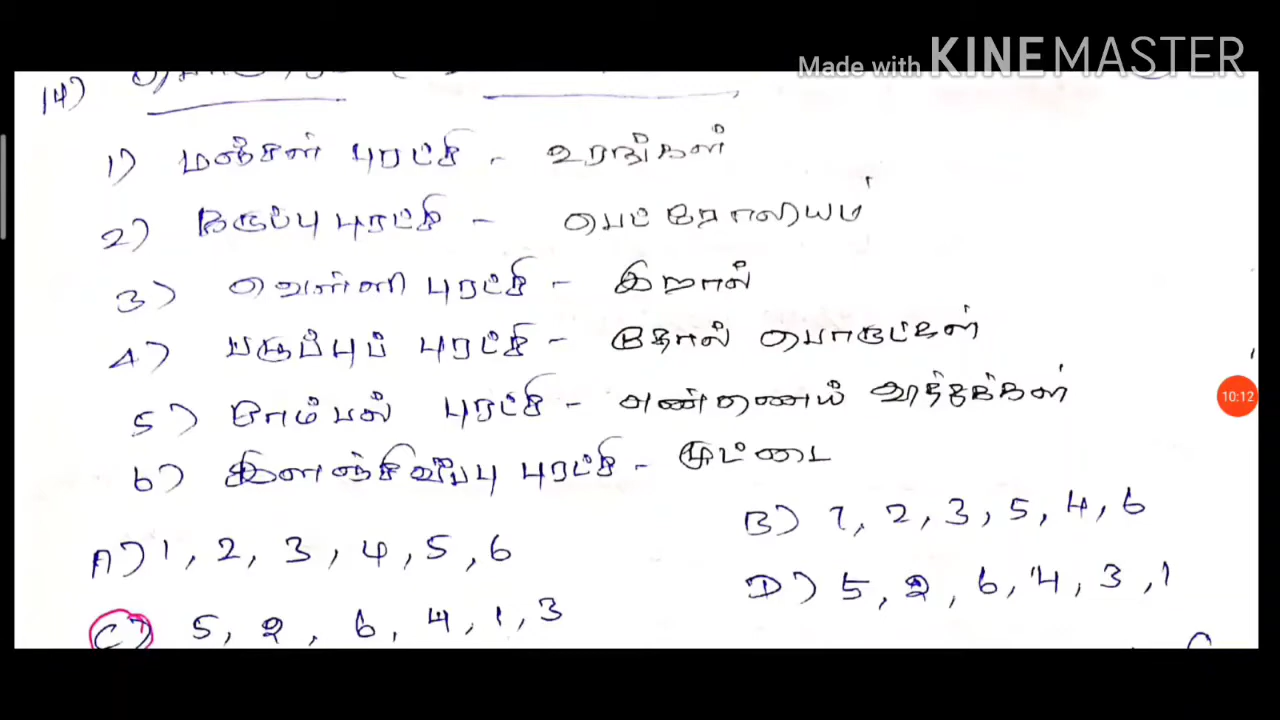 Made with KINEMASTER
14)
1) மஞ்சள் புரட்சி - உரங்கள்
2) கருப்பு புரட்சி - பெட்ரோலியம்
3) வெள்ளி புரட்சி - இறால்
4) பருப்புப் புரட்சி - தோல் பொருட்கள்
5) சாம்பல் புரட்சி - எண்ணெய் வித்துக்கள்
6) இளஞ்சிவப்பு புரட்சி - முட்டை
A) 1, 2, 3, 4, 5, 6
B) 1, 2, 3, 5, 4, 6
C) 5, 2, 6, 4, 1, 3
D) 5, 2, 6, 4, 3, 1
10:12